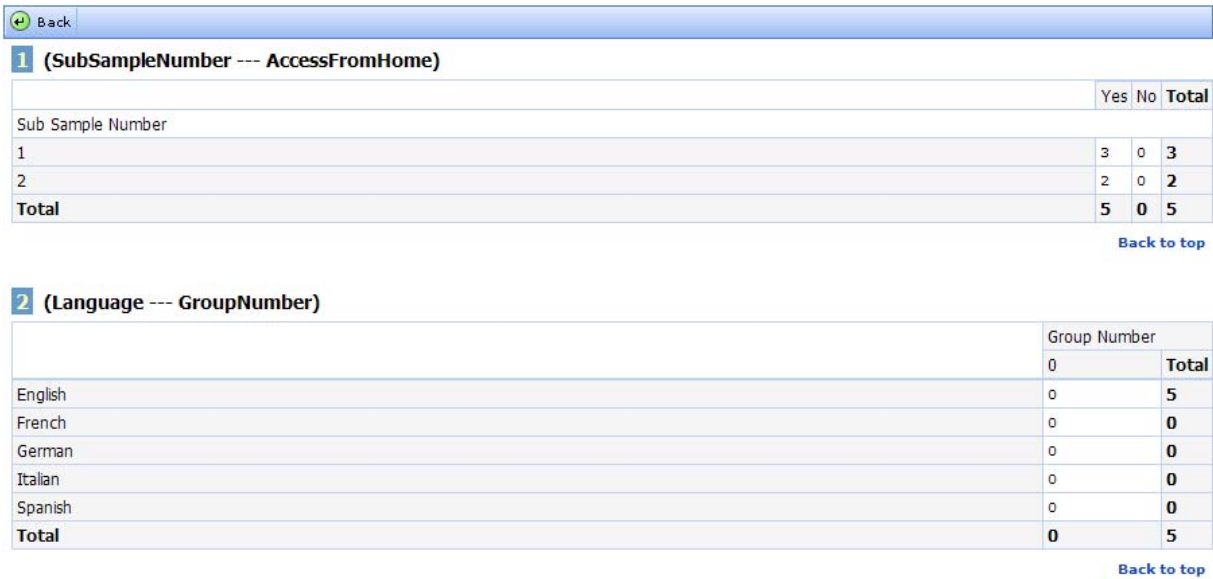 Back
1 (SubSampleNumber --- AccessFromHome)
Yes No Total
Sub Sample Number
1 3 0 3
2 2 0 2
Total 5 0 5
Back to top
2 (Language --- GroupNumber)
Group Number
0 Total
English 0 5
French 0 0
German 0 0
Italian 0 0
Spanish 0 0
Total 0 5
Back to top